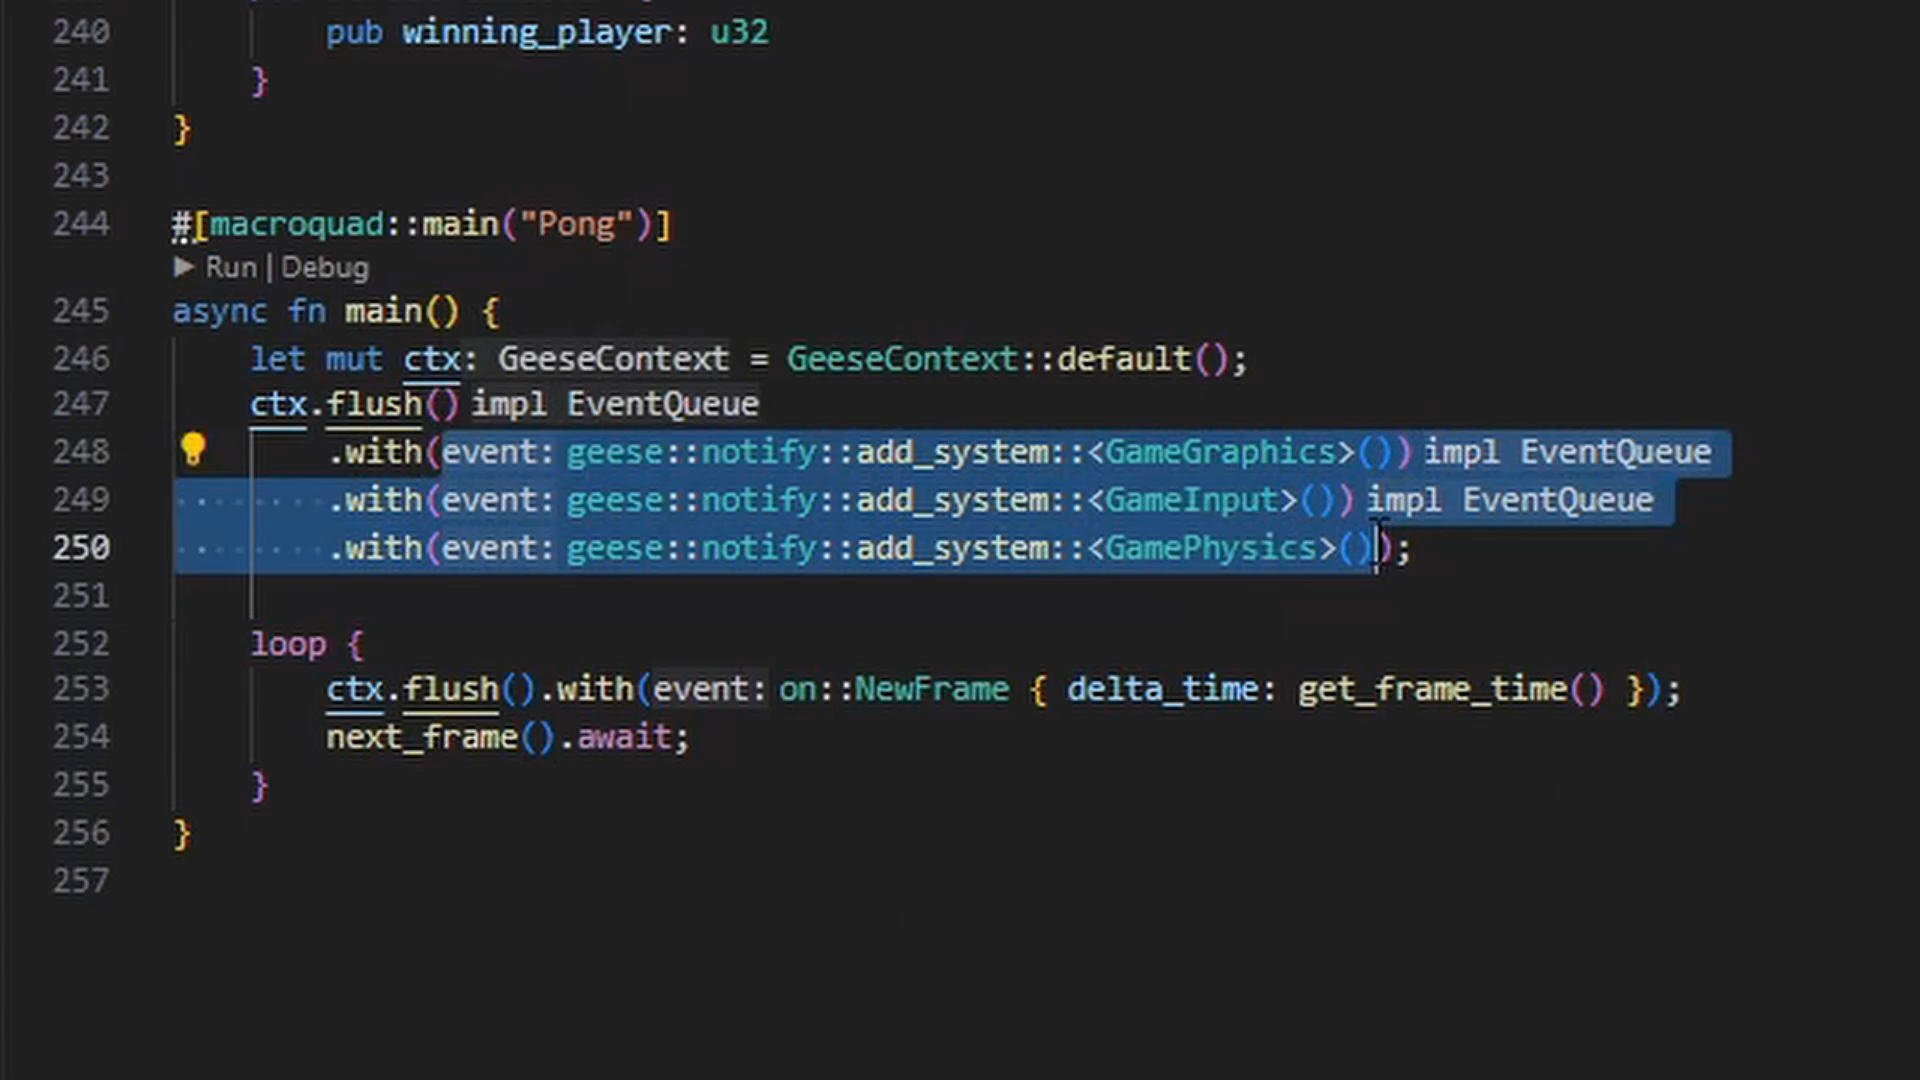 240 pub winning_player: u32
241 }
242 }
243
244 #[macroquad::main("Pong")]
▶ Run | Debug
245 async fn main() {
246 let mut ctx: GeeseContext = GeeseContext::default();
247 ctx.flush() impl EventQueue
248 .with(event: geese::notify::add_system::<GameGraphics>()) impl EventQueue
249 .with(event: geese::notify::add_system::<GameInput>()) impl EventQueue
250 .with(event: geese::notify::add_system::<GamePhysics>());
251
252 loop {
253 ctx.flush().with(event: on::NewFrame { delta_time: get_frame_time() });
254 next_frame().await;
255 }
256 }
257